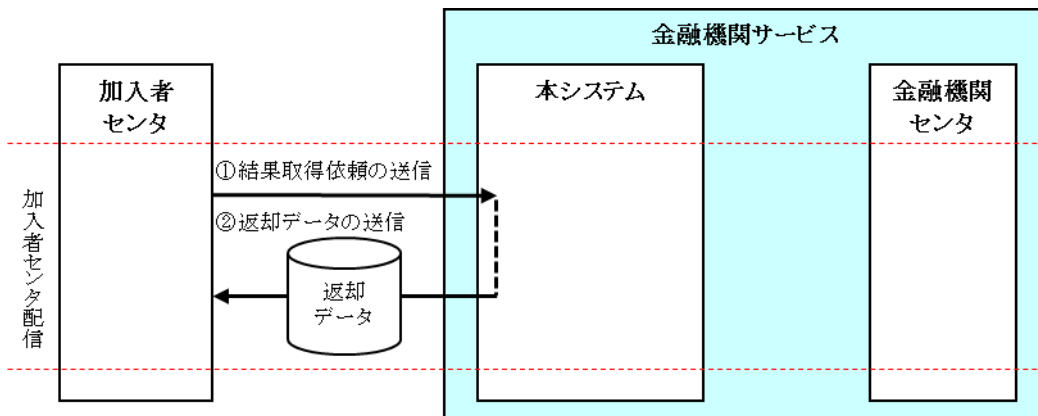 金融機関サービス
加入者
センタ
本システム
金融機関
センタ
①結果取得依頼の送信
②返却データの送信
返却
データ
加入者センタ配信